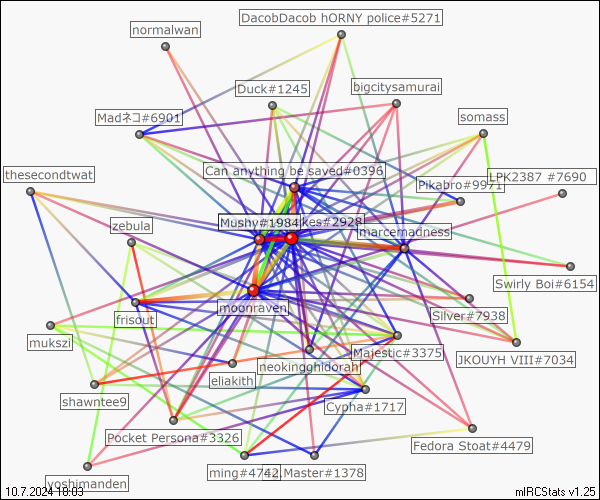 DacobDacob hORNY police#5271
normalwan
Duck#1245
bigcitysamurai
Madネコ#6901
somass
Can anything be saved#0396
thesecondtwat
Pikabro#9971
LPK2387 #7690
Mushy#1984
kes#2928
zebula
marcemadness
Swirly Boi#6154
moonraven
frisout
Silver#7938
mukszi
Majestic#3375
JKOUYH VIII#7034
neokingghidorah
eliakith
shawntee9
Cypha#1717
Pocket Persona#3326
Fedora Stoat#4479
ming#4742
Master#1378
yoshimanden
10.7.2024 18:03
mIRCStats v1.25